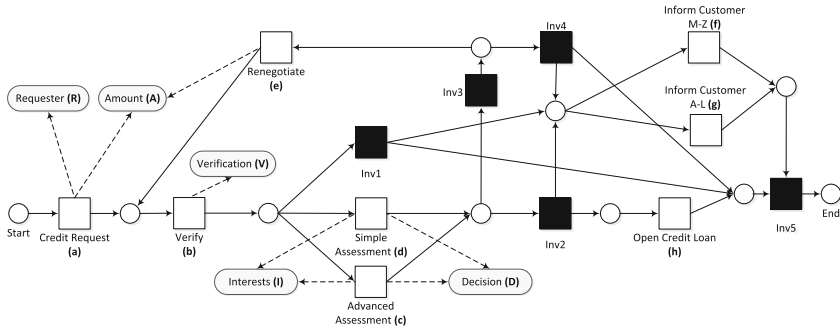 Inform Customer
M-Z (f)
Inv4
Renegotiate
(e)
Inv3
Requester (R)
Amount (A)
Inform Customer
A-L (g)
Inv1
Verification (V)
Start
Credit Request
(a)
Verify
(b)
Simple
Assessment (d)
Inv2
Open Credit Loan
(h)
Inv5
End
Interests (I)
Decision (D)
Advanced
Assessment (c)